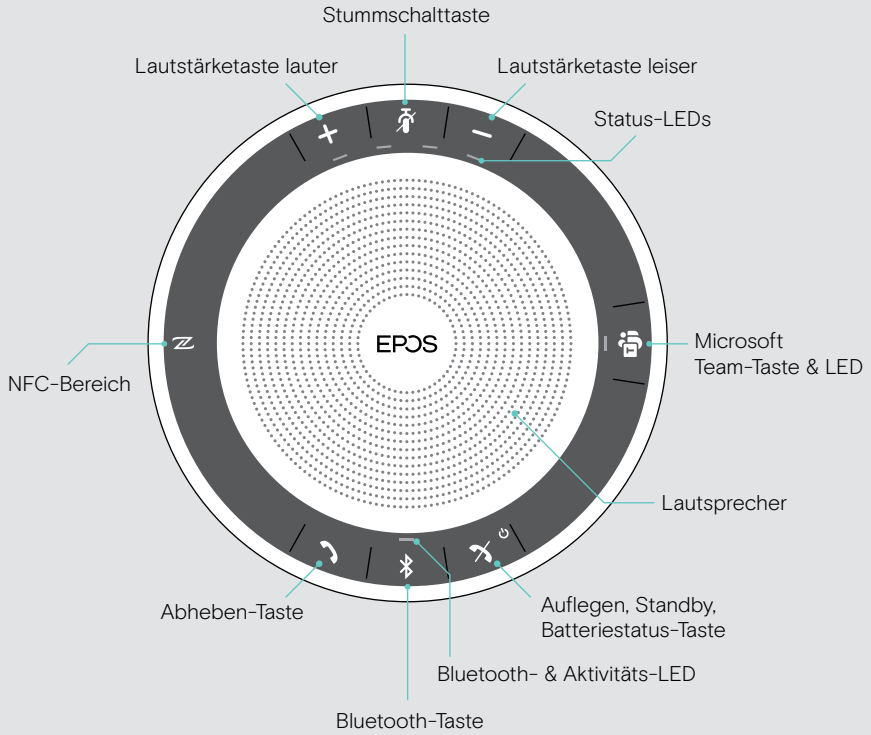 Stummschalttaste
Lautstärketaste lauter
Lautstärketaste leiser
Status-LEDs
EPOS
Microsoft
Team-Taste & LED
NFC-Bereich
Lautsprecher
Abheben-Taste
Auflegen, Standby,
Batteriestatus-Taste
Bluetooth- & Aktivitäts-LED
Bluetooth-Taste